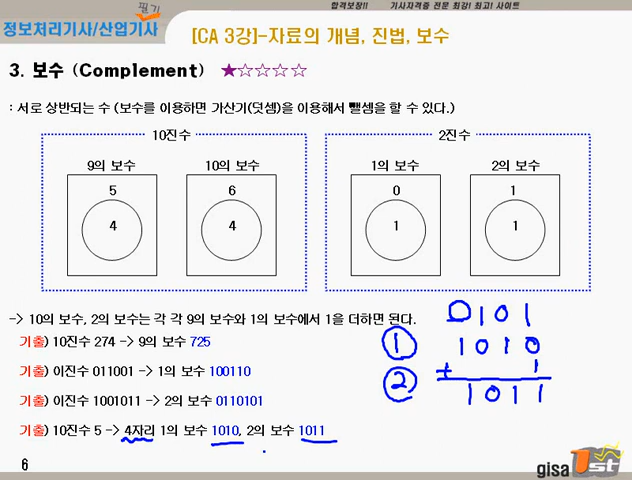 합격보장!! 기사자격증 전문 최강! 최고! 사이트
필기
정보처리기사/산업기사
[CA 3강]-자료의 개념, 진법, 보수
3. 보수 (Complement) ★☆☆☆☆
: 서로 상반되는 수 (보수를 이용하면 가산기(덧셈)을 이용해서 뺄셈을 할 수 있다.)
10진수 2진수
9의 보수 10의 보수 1의 보수 2의 보수
5 6 0 1
4 4 1 1
-> 10의 보수, 2의 보수는 각 각 9의 보수와 1의 보수에서 1을 더하면 된다.
0101
기출) 10진수 274 -> 9의 보수 725
① 1010
기출) 이진수 011001 -> 1의 보수 100110
② + 1
1011
기출) 이진수 1001011 -> 2의 보수 0110101
기출) 10진수 5 -> 4자리 1의 보수 1010, 2의 보수 1011
6
gisa 1st